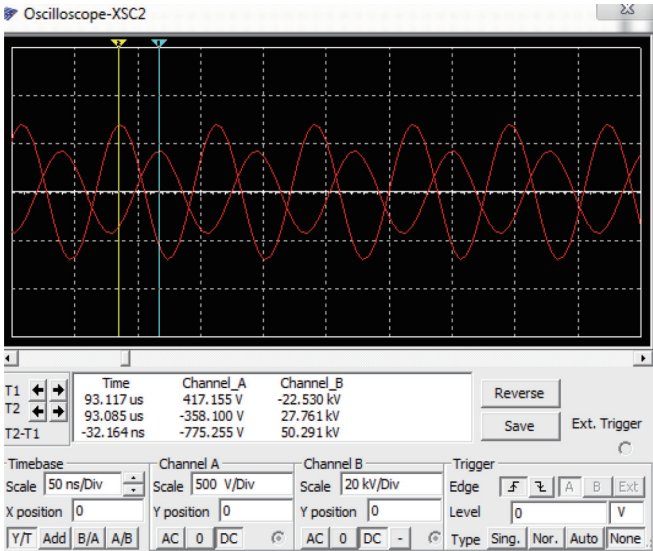 Oscilloscope-XSC2
2 1
Time Channel_A Channel_B
T1 93.117 us 417.155 V -22.530 kV
T2 93.085 us -358.100 V 27.761 kV
T2-T1 -32.164 ns -775.255 V 50.291 kV
Reverse
Save
Ext. Trigger
Timebase
Scale 50 ns/Div
X position 0
Y/T Add B/A A/B
Channel A
Scale 500 V/Div
Y position 0
AC 0 DC
Channel B
Scale 20 kV/Div
Y position 0
AC 0 DC -
Trigger
Edge A B Ext
Level 0 V
Type Sing. Nor. Auto None